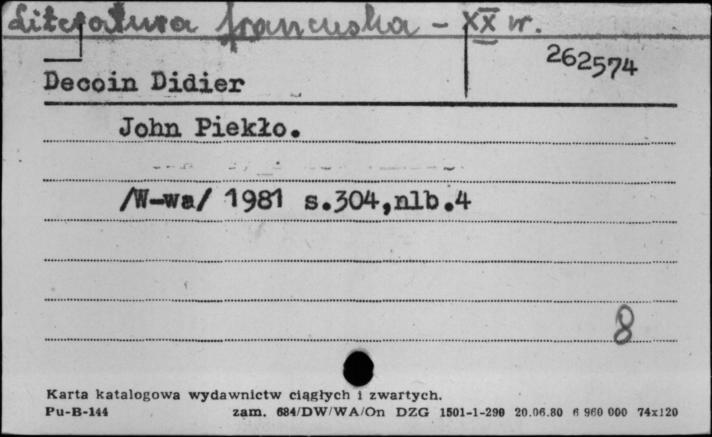 Literatura francuska - XX w.
262574
Decoin Didier
John Piekło.
/W-wa/ 1981 s.304,nlb.4
8
Karta katalogowa wydawnictw ciągłych i zwartych.
Pu-B-144 zam. 684/DW/WA/On DZG 1501-1-290 20.06.80 6 960 000 74x120